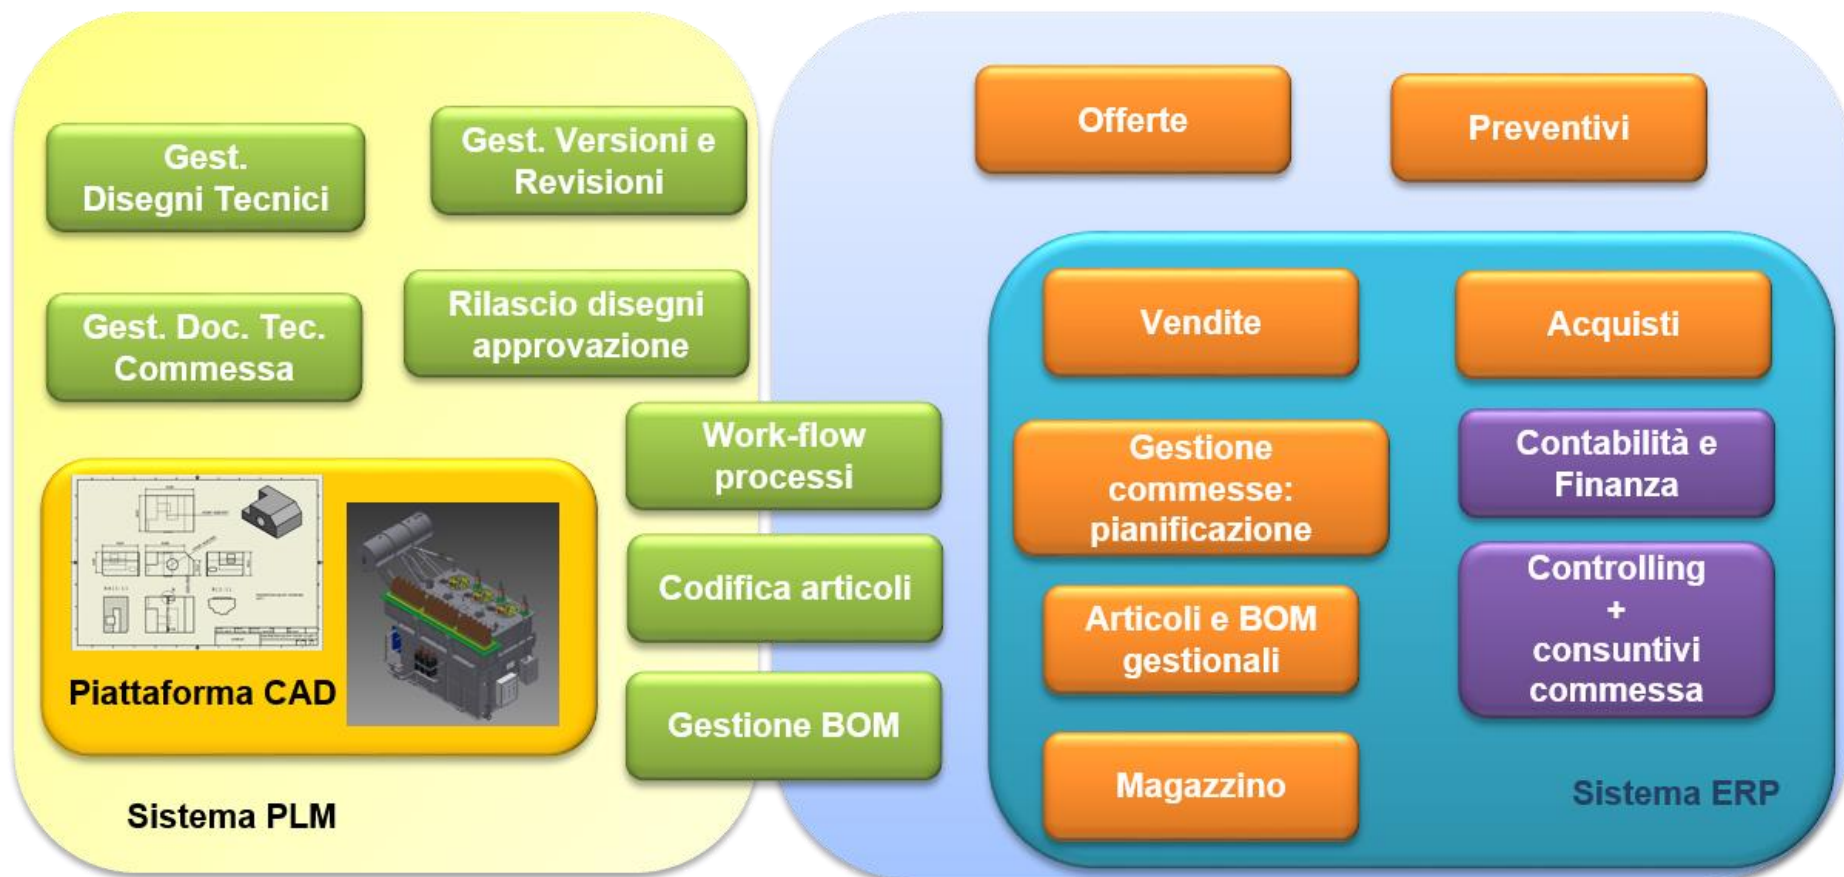 Gest.
Disegni Tecnici
Gest. Versioni e
Revisioni
Gest. Doc. Tec.
Commessa
Rilascio disegni
approvazione
Work-flow
processi
Codifica articoli
Gestione BOM
Piattaforma CAD
Sistema PLM
Offerte
Preventivi
Vendite
Acquisti
Gestione
commesse:
pianificazione
Contabilità e
Finanza
Articoli e BOM
gestionali
Controlling
+
consuntivi
commessa
Magazzino
Sistema ERP